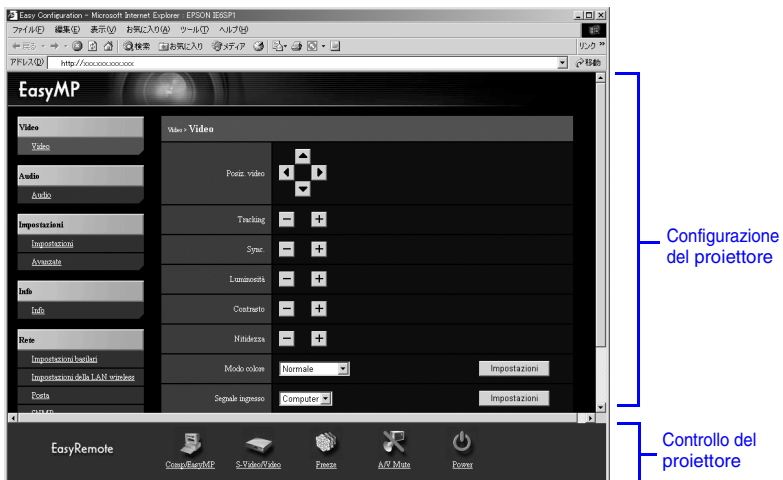 Easy Configuration - Microsoft Internet Explorer : EPSON IE6SP1
ファイル(F) 編集(E) 表示(V) お気に入り(A) ツール(T) ヘルプ(H)
戻る 検索 お気に入り メディア リンク »
アドレス(D) http://xxx.xxx.xxx.xxx 移動
EasyMP
Video
Video
Audio
Audio
Impostazioni
Impostazioni
Avanzate
Info
Info
Rete
Impostazioni basilari
Impostazioni della LAN wireless
Posta
SNMP
Video > Video
Posiz. video
Tracking - +
Sync. - +
Luminosità - +
Contrasto - +
Nitidezza - +
Modo colore Normale Impostazioni
Segnale ingresso Computer Impostazioni
EasyRemote
Comp/EasyMP S-Video/Video Freeze A/V Mute Power
Configurazione
del proiettore
Controllo del
proiettore